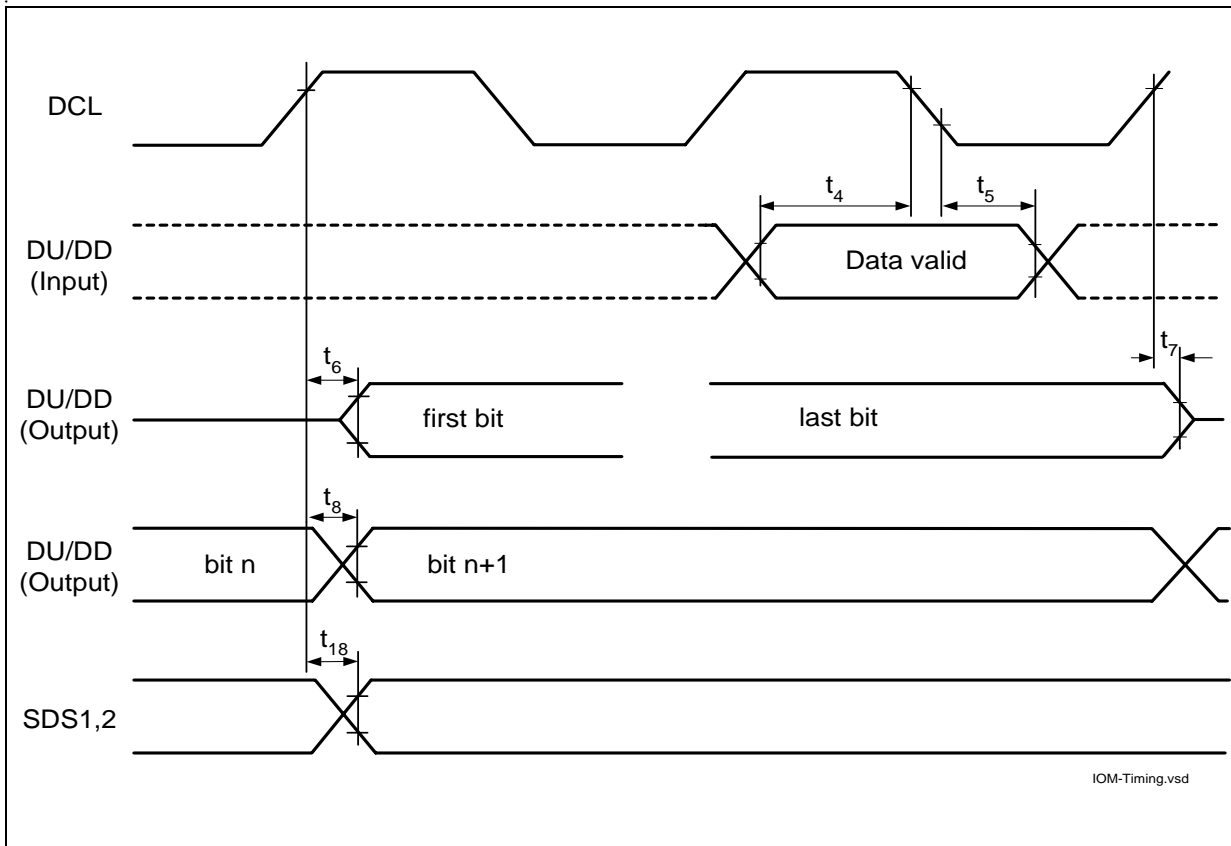 DCL
t4
t5
DU/DD
(Input)
Data valid
t6
t7
DU/DD
(Output)
first bit
last bit
t8
DU/DD
(Output)
bit n
bit n+1
t18
SDS1,2
IOM-Timing.vsd